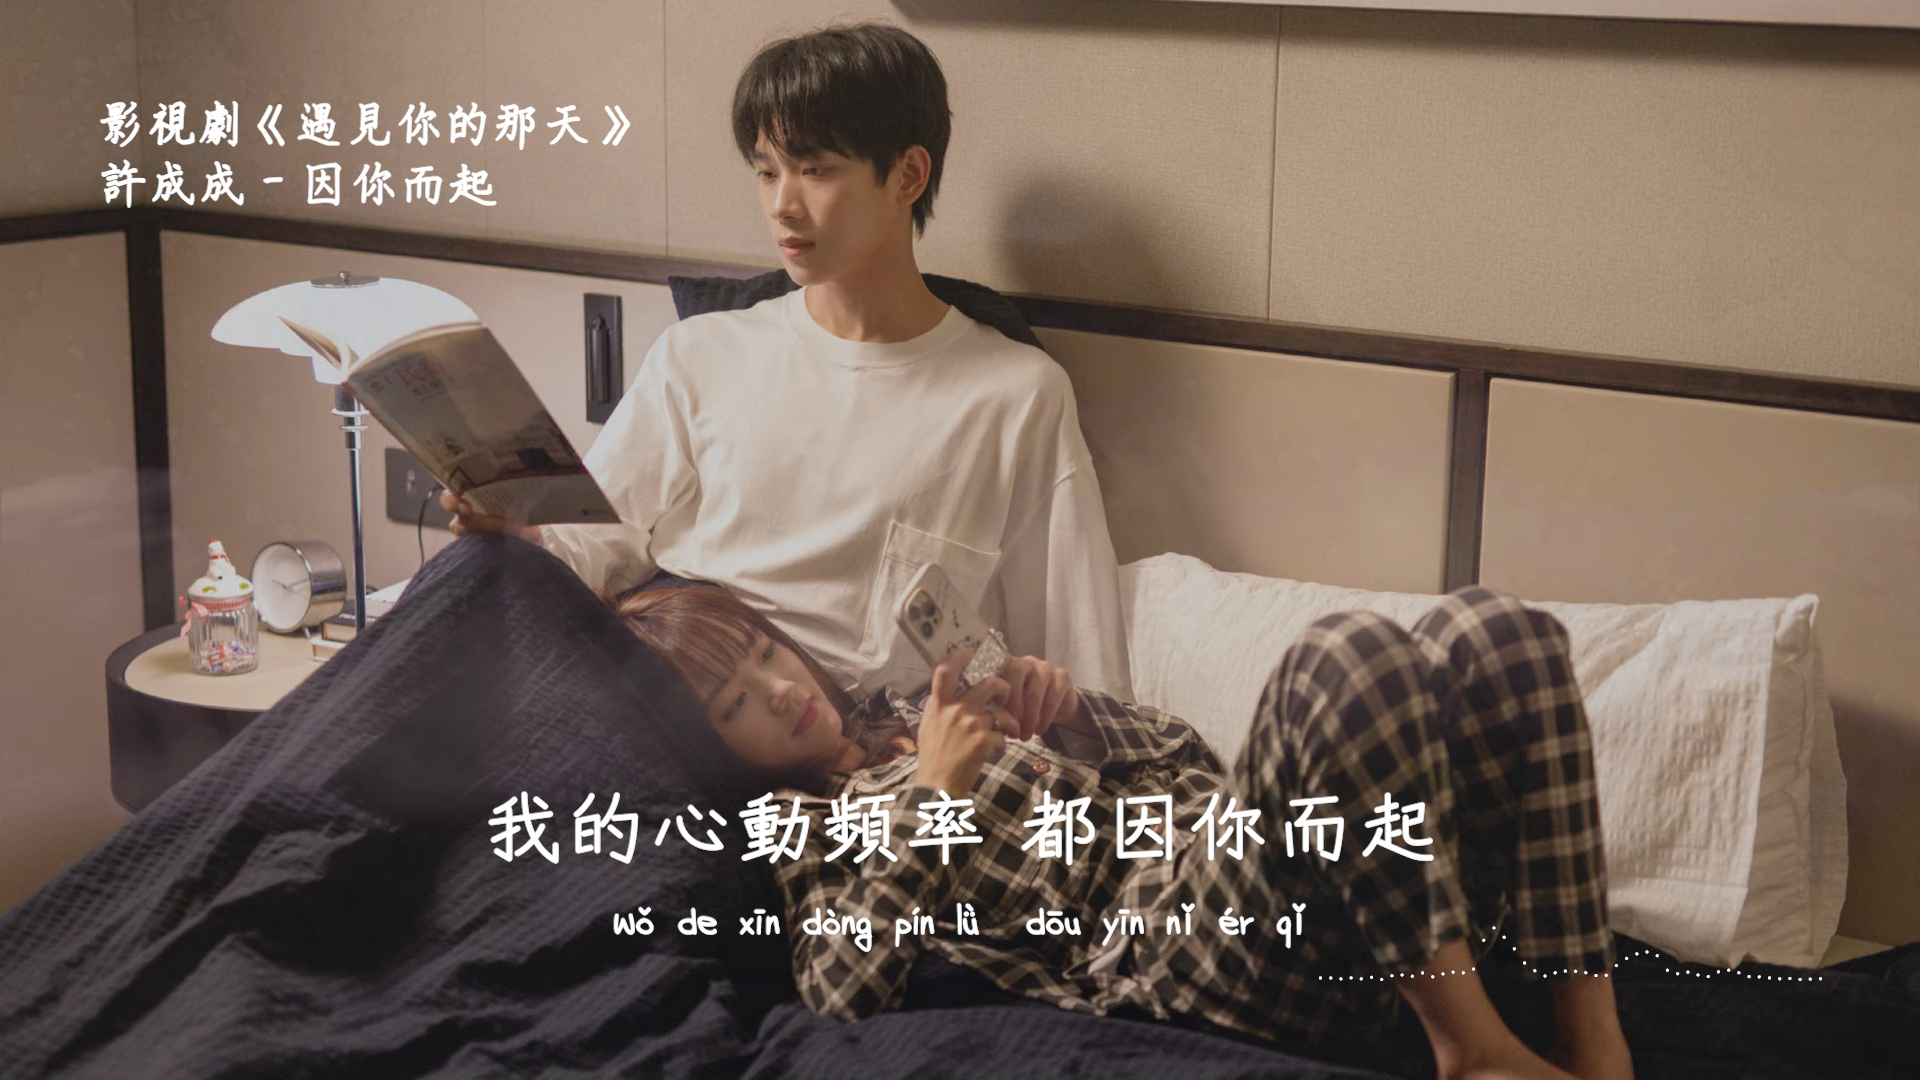 影視劇《遇見你的那天》
許成成 - 因你而起
我的心動頻率 都因你而起
wǒ de xīn dòng pín lǜ dōu yīn nǐ ér qǐ